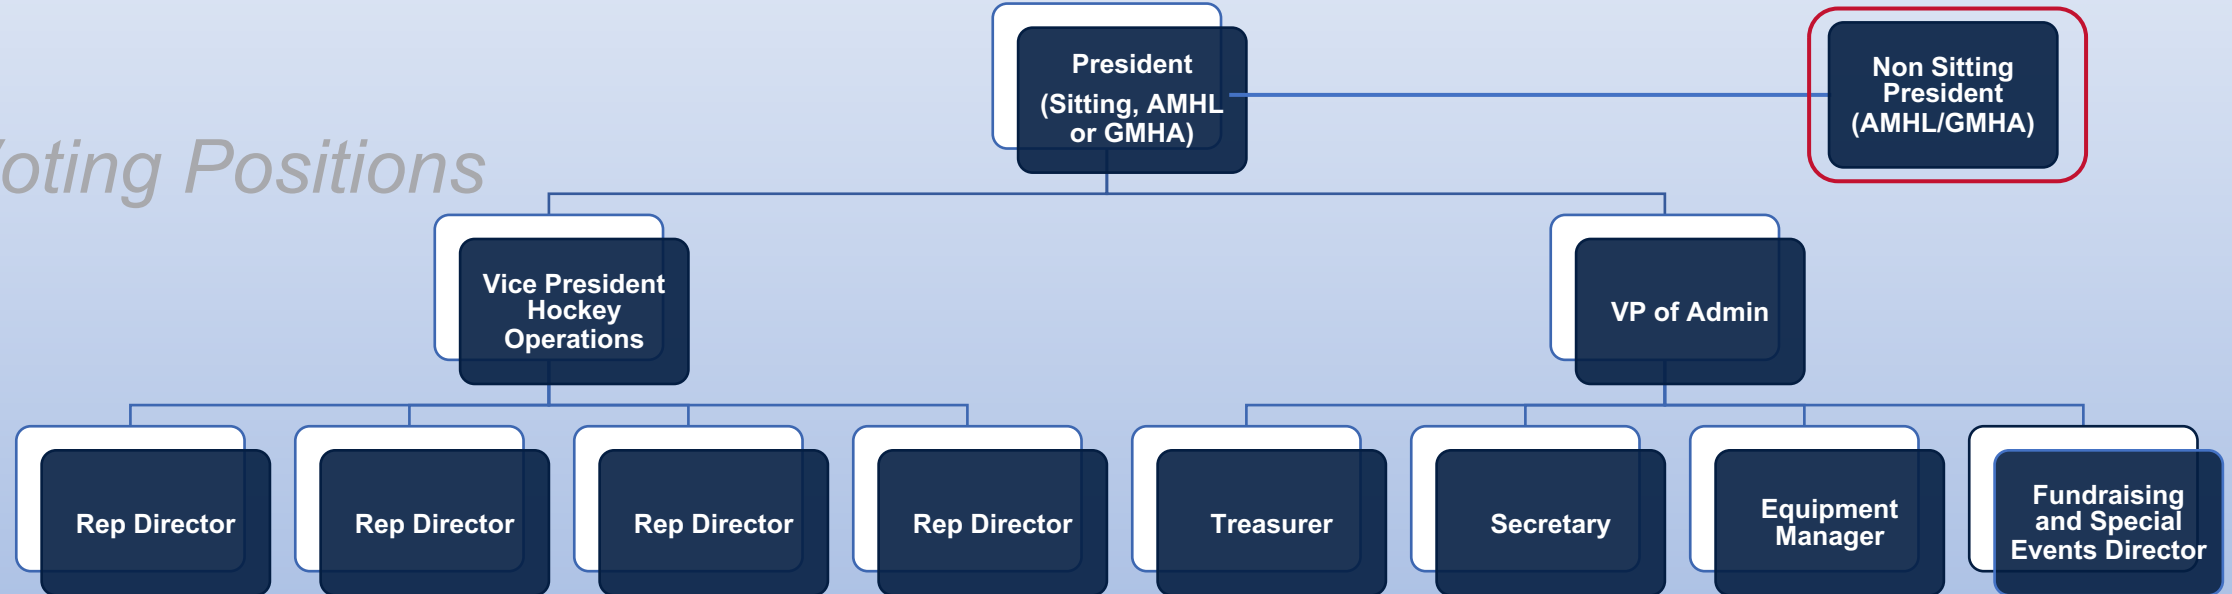 President
(Sitting, AMHL
or GMHA)
Non Sitting
President
(AMHL/GMHA)
oting Positions
Vice President
Hockey
Operations
VP of Admin
Rep Director
Rep Director
Rep Director
Rep Director
Treasurer
Secretary
Equipment
Manager
Fundraising
and Special
Events Director